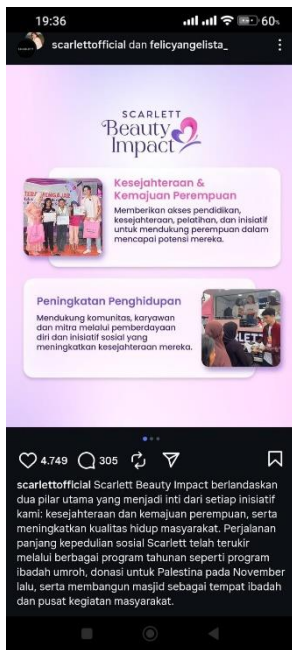 19:36
60%
scarlettofficial dan felicyangelista_
SCARLETT
Beauty
Impact
Kesejahteraan &
Kemajuan Perempuan
Memberikan akses pendidikan,
kesejahteraan, pelatihan, dan inisiatif
untuk mendukung perempuan dalam
mencapai potensi mereka.
Peningkatan Penghidupan
Mendukung komunitas, karyawan
dan mitra melalui pemberdayaan
diri dan inisiatif sosial yang
meningkatkan kesejahteraan mereka.
4.749 305
scarlettofficial Scarlett Beauty Impact berlandaskan
dua pilar utama yang menjadi inti dari setiap inisiatif
kami: kesejahteraan dan kemajuan perempuan, serta
meningkatkan kualitas hidup masyarakat. Perjalanan
panjang kepedulian sosial Scarlett telah terukir
melalui berbagai program tahunan seperti program
ibadah umroh, donasi untuk Palestina pada November
lalu, serta membangun masjid sebagai tempat ibadah
dan pusat kegiatan masyarakat.